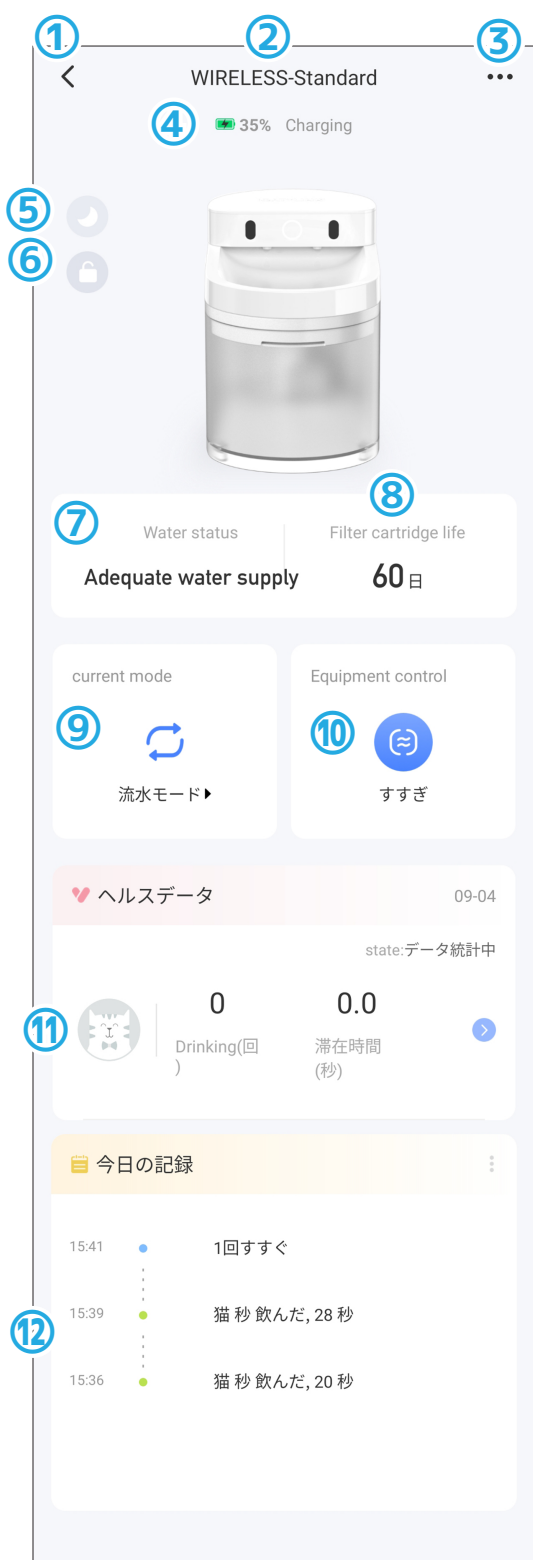 ① ② ③
WIRELESS-Standard
④ 35% Charging
⑤
⑥
⑧
⑦ Water status Filter cartridge life
Adequate water supply 60日
current mode Equipment control
⑨ ⑩
流水モード すすぎ
ヘルスデータ 09-04
state:データ統計中
0 0.0
⑪ Drinking(回 滞在時間
) (秒)
今日の記録
15:41 1回すすぐ
⑫ 15:39 猫 秒 飲んだ, 28 秒
15:36 猫 秒 飲んだ, 20 秒